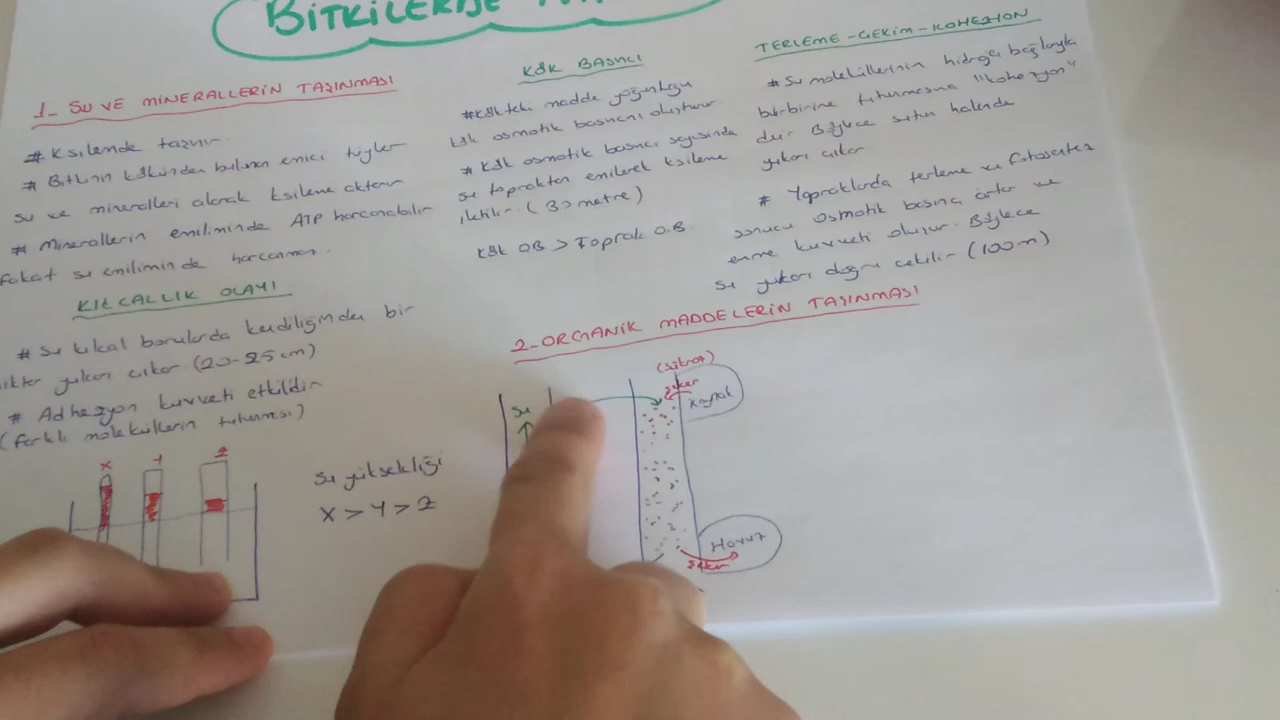 BİTKİLERDE
1- SU VE MİNERALLERİN TAŞINMASI
# Ksilemde taşınır.
# Bitkinin kökünden bulunan emici tüyler
su ve mineralleri alarak ksileme aktarır
# Minerallerin emiliminde ATP harcanabilir
fakat su emiliminde harcanmaz.
KILCALLIK OLAYI
# Su kılcal borularda kendiliğinden bir
miktar yukarı çıkar (20-25cm)
# Adhezyon kuvveti etkilidir
(farklı moleküllerin tutunması)
X Y Z
Su yüksekliği
X > Y > Z
KÖK BASINCI
# Kökteki madde yoğunluğu
kök osmotik basıncını oluşturur
# Kök osmotik basıncı sayesinde
su topraktan emilerek ksileme
iletilir (30 metre)
Kök OB > Toprak O.B
TERLEME-ÇEKİM-KOHEZYON
# Su moleküllerinin hidrojen bağlarıyla
birbirine tutunmasına "kohezyon"
denir. Böylece sütun halinde
yukarı çıkar
# Yapraklarda terleme ve fotosentez
sonucu osmotik basınç artar ve
emme kuvveti oluşur. Böylece
su yukarı doğru çekilir (100m)
2-ORGANİK MADDELERİN TAŞINMASI
(sükroz)
şeker
Kaynak
Su
Havuz
şeker